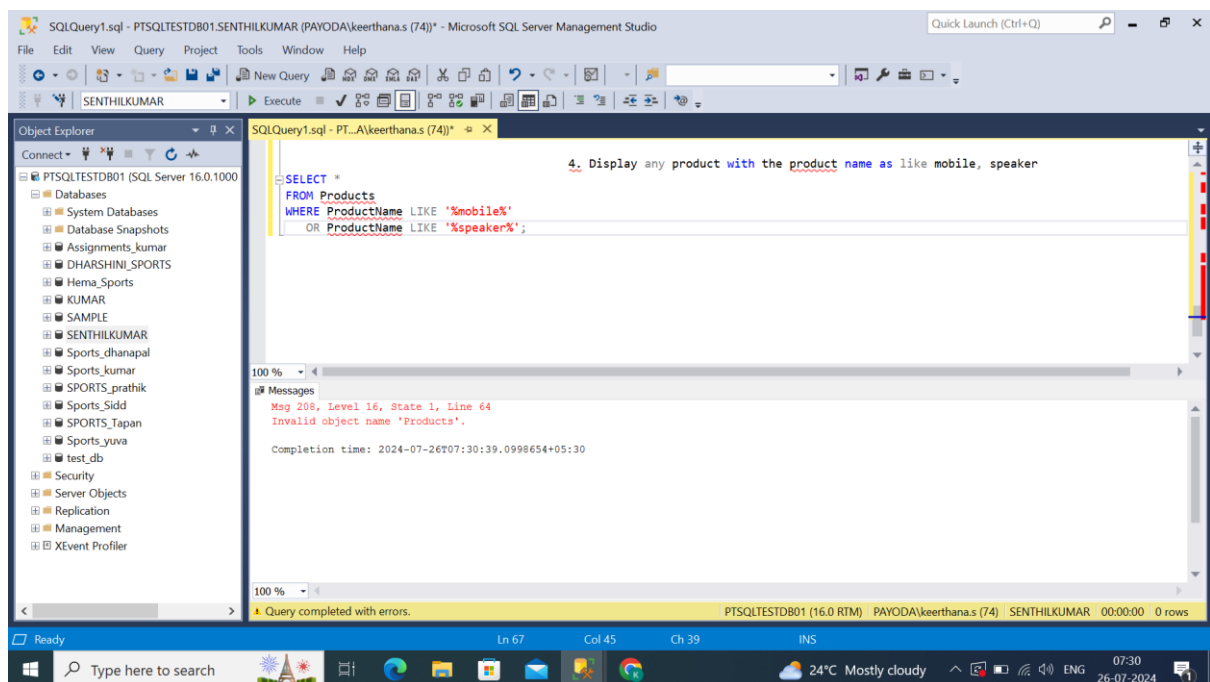 SQLQuery1.sql - PTSQLTESTDB01.SENTHILKUMAR (PAYODA\keerthana.s (74))* - Microsoft SQL Server Management Studio
Quick Launch (Ctrl+Q)
File Edit View Query Project Tools Window Help
New Query
SENTHILKUMAR Execute
Object Explorer
SQLQuery1.sql - PT...A\keerthana.s (74))*
Connect
PTSQLTESTDB01 (SQL Server 16.0.1000
Databases
System Databases
Database Snapshots
Assignments_kumar
DHARSHINI_SPORTS
Hema_Sports
KUMAR
SAMPLE
SENTHILKUMAR
Sports_dhanapal
Sports_kumar
SPORTS_prathik
Sports_Sidd
SPORTS_Tapan
Sports_yuva
test_db
Security
Server Objects
Replication
Management
XEvent Profiler
4. Display any product with the product name as like mobile, speaker
SELECT *
FROM Products
WHERE ProductName LIKE '%mobile%'
OR ProductName LIKE '%speaker%';
100 %
Messages
Msg 208, Level 16, State 1, Line 64
Invalid object name 'Products'.
Completion time: 2024-07-26T07:30:39.0998654+05:30
100 %
Query completed with errors. PTSQLTESTDB01 (16.0 RTM) PAYODA\keerthana.s (74) SENTHILKUMAR 00:00:00 0 rows
Ready Ln 67 Col 45 Ch 39 INS
Type here to search 24°C Mostly cloudy ENG 07:30
26-07-2024